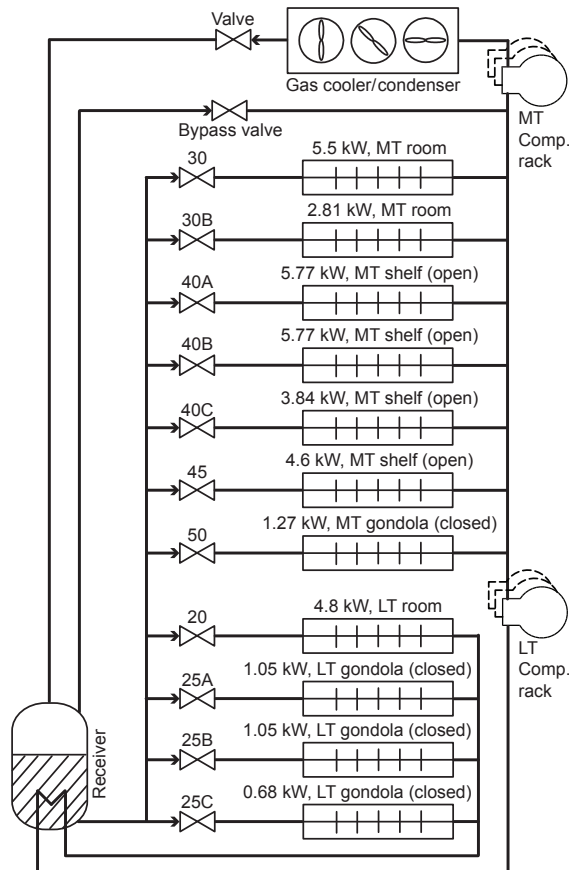 Valve
Gas cooler/condenser
MT
Comp.
rack
Bypass valve
30
5.5 kW, MT room
30B
2.81 kW, MT room
40A
5.77 kW, MT shelf (open)
40B
5.77 kW, MT shelf (open)
40C
3.84 kW, MT shelf (open)
45
4.6 kW, MT shelf (open)
50
1.27 kW, MT gondola (closed)
20
4.8 kW, LT room
LT
Comp.
rack
25A
1.05 kW, LT gondola (closed)
25B
1.05 kW, LT gondola (closed)
25C
0.68 kW, LT gondola (closed)
Receiver